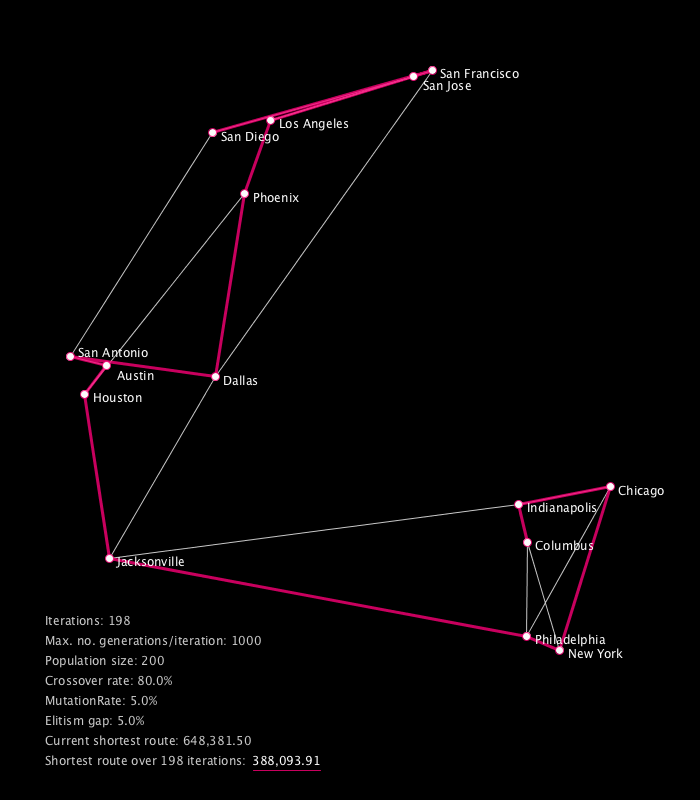 San Francisco
San Jose
Los Angeles
San Diego
Phoenix
San Antonio
Austin
Dallas
Houston
Chicago
Indianapolis
Columbus
Jacksonville
Philadelphia
New York
Iterations: 198
Max. no. generations/iteration: 1000
Population size: 200
Crossover rate: 80.0%
MutationRate: 5.0%
Elitism gap: 5.0%
Current shortest route: 648,381.50
Shortest route over 198 iterations: 388,093.91